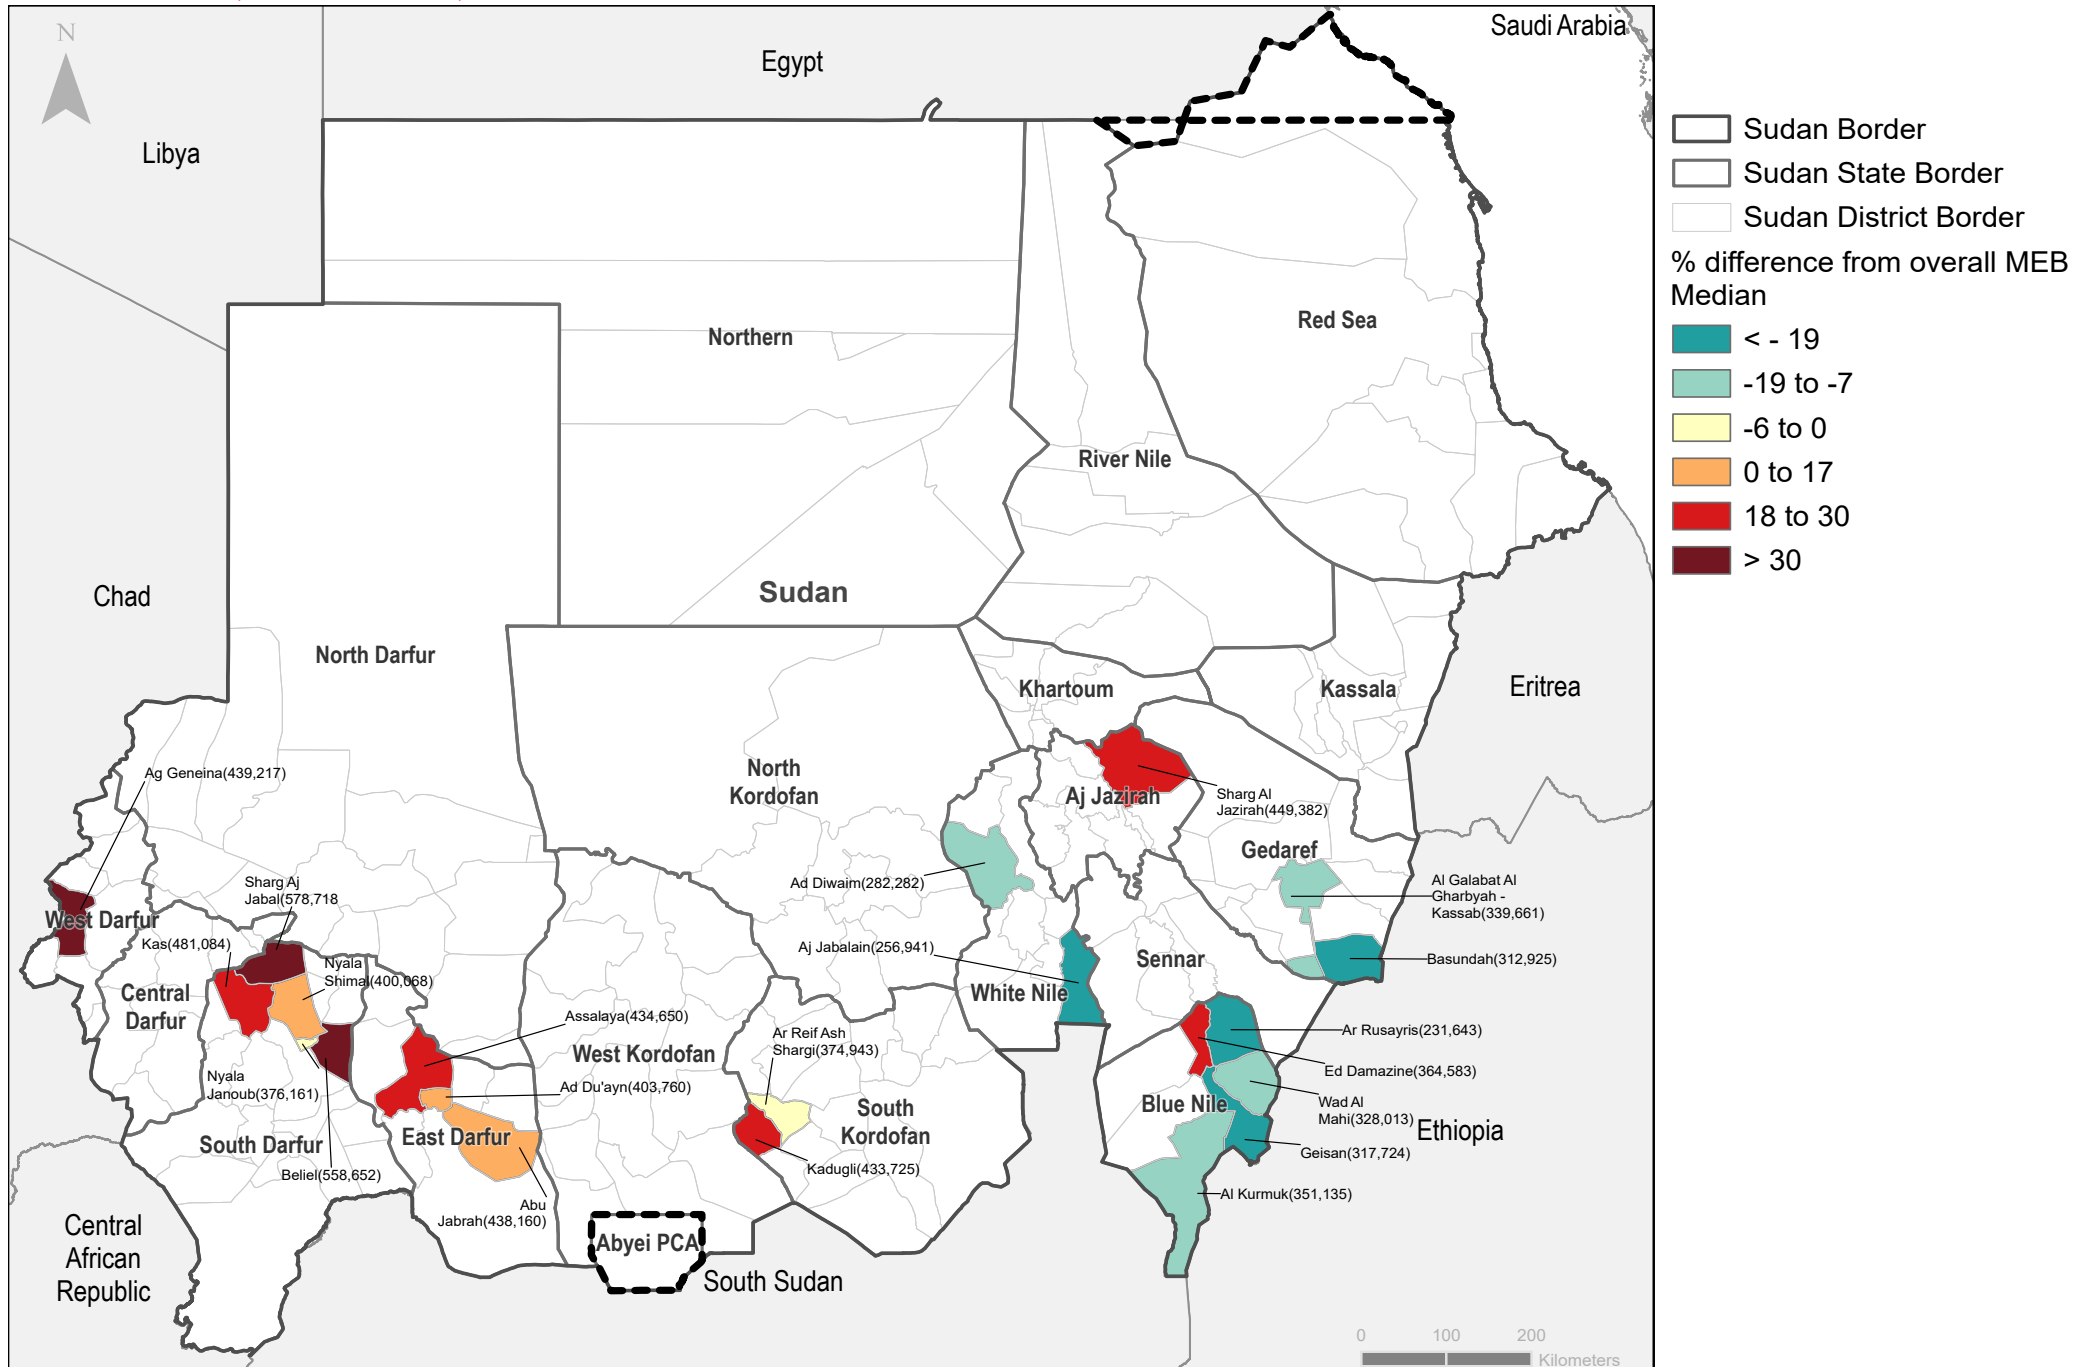 N
Saudi Arabia
Egypt
Libya
Northern
Red Sea
River Nile
Sudan
Chad
North Darfur
Khartoum
Kassala
Eritrea
Ag Geneina(439,217)
North
Kordofan
Aj Jazirah
Sharg Al
Jazirah(449,382)
Gedaref
Ad Diwaim(282,282)
Al Galabat Al
Gharbyah -
Kassab(339,661)
Sharg Aj
Jabal(578,718
West Darfur
Kas(481,084)
Nyala
Shimal(400,068)
Aj Jabalain(256,941)
Sennar
Basundah(312,925)
Central
Darfur
White Nile
Assalaya(434,650)
Ar Reif Ash
Shargi(374,943)
Ar Rusayris(231,643)
West Kordofan
Ed Damazine(364,583)
Nyala
Janoub(376,161)
Ad Du'ayn(403,760)
Blue Nile
Wad Al
Mahi(328,013)
South
Kordofan
Ethiopia
South Darfur
East Darfur
Geisan(317,724)
Beliel(558,652)
Kadugli(433,725)
Al Kurmuk(351,135)
Abu
Jabrah(438,160)
Central
African
Republic
Abyei PCA
South Sudan
0 100 200
Kilometers
Sudan Border
Sudan State Border
Sudan District Border
% difference from overall MEB
Median
< - 19
-19 to -7
-6 to 0
0 to 17
18 to 30
> 30